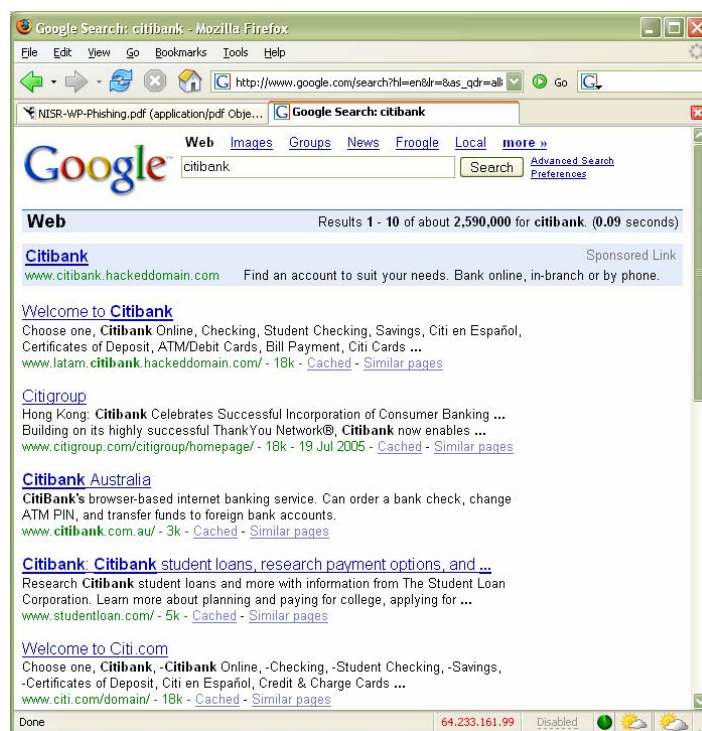 Google Search: citibank - Mozilla Firefox
File Edit View Go Bookmarks Tools Help
G http://www.google.com/search?hl=en&lr=&as_qdr=all Go G
NISR-WP-Phishing.pdf (application/pdf Obje... G Google Search: citibank
Web Images Groups News Froogle Local more »
Google™ citibank Search Advanced Search
Preferences
Web Results 1 - 10 of about 2,590,000 for citibank. (0.09 seconds)
Citibank Sponsored Link
www.citibank.hackeddomain.com Find an account to suit your needs. Bank online, in-branch or by phone.
Welcome to Citibank
Choose one, Citibank Online, Checking, Student Checking, Savings, Citi en Español,
Certificates of Deposit, ATM/Debit Cards, Bill Payment, Citi Cards ...
www.latam.citibank.hackeddomain.com/ - 18k - Cached - Similar pages
Citigroup
Hong Kong: Citibank Celebrates Successful Incorporation of Consumer Banking ...
Building on its highly successful ThankYou Network®, Citibank now enables ...
www.citigroup.com/citigroup/homepage/ - 18k - 19 Jul 2005 - Cached - Similar pages
Citibank Australia
CitiBank's browser-based internet banking service. Can order a bank check, change
ATM PIN, and transfer funds to foreign bank accounts.
www.citibank.com.au/ - 3k - Cached - Similar pages
Citibank: Citibank student loans, research payment options, and ...
Research Citibank student loans and more with information from The Student Loan
Corporation. Learn more about planning and paying for college, applying for ...
www.studentloan.com/ - 5k - Cached - Similar pages
Welcome to Citi.com
Choose one, Citibank, -Citibank Online, -Checking, -Student Checking, -Savings,
-Certificates of Deposit, Citi en Español, Credit & Charge Cards ...
www.citi.com/domain/ - 18k - Cached - Similar pages
Done 64.233.161.99 Disabled